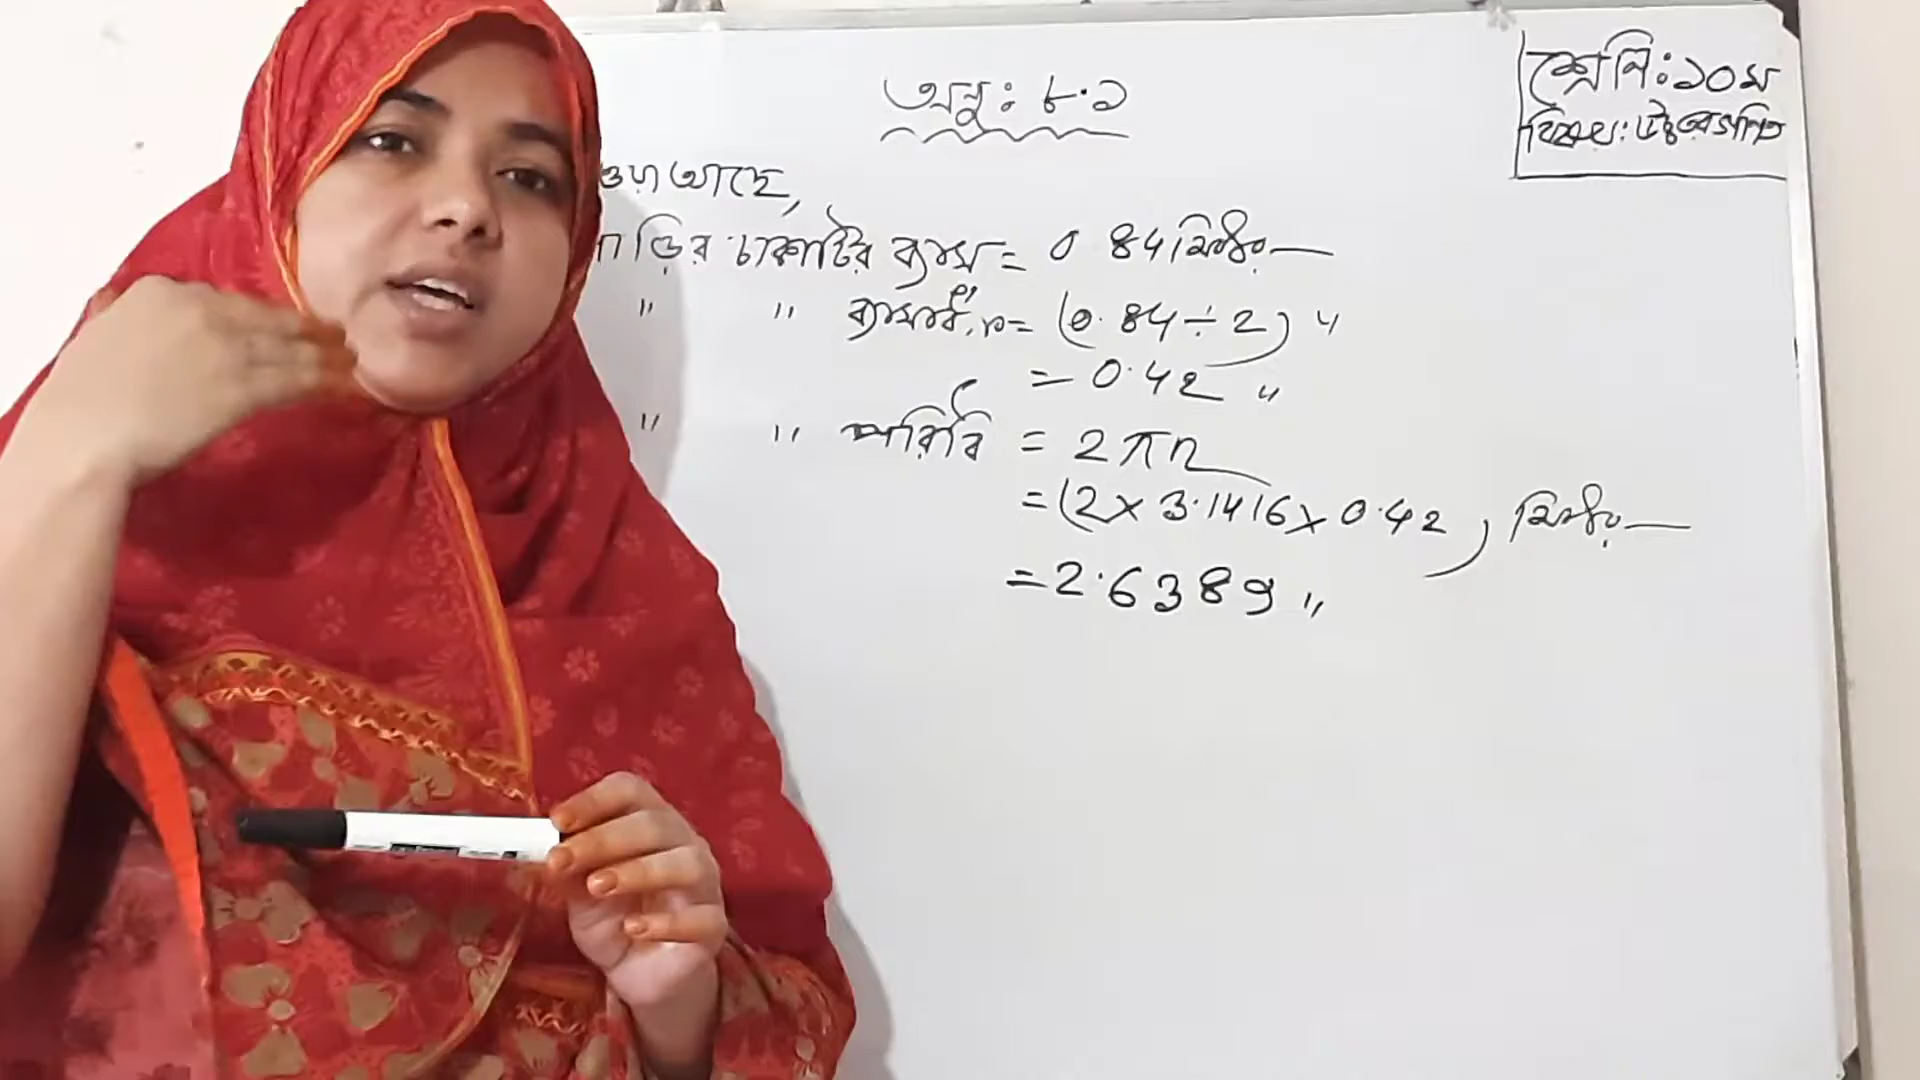 অনু: ৮.১
শ্রেণি: ১০ম
বিষয়: উচ্চতর গণিত
ওয়া আছে,
গাড়ির চাকাটির ব্যাস = 0.84 মিটার
" " ব্যাসার্ধ, r = (0.84 ÷ 2) "
= 0.42 "
" " পরিধি = 2πr
= (2 × 3.1416 × 0.42) মিটার
= 2.6389 "